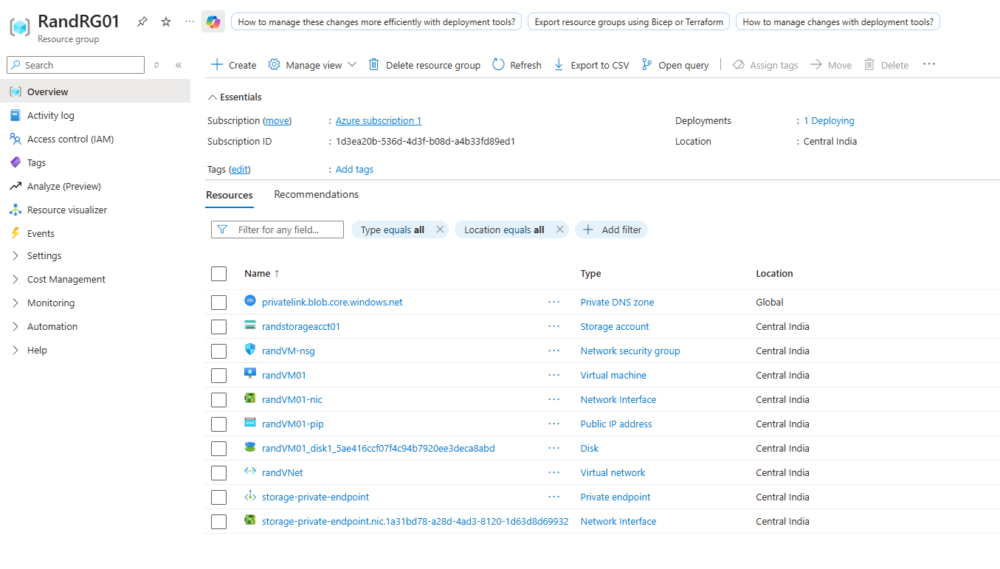 RandRG01
Resource group
How to manage these changes more efficiently with deployment tools?
Export resource groups using Bicep or Terraform
How to manage changes with deployment tools?
Search
Overview
Activity log
Access control (IAM)
Tags
Analyze (Preview)
Resource visualizer
Events
Settings
Cost Management
Monitoring
Automation
Help
Create Manage view Delete resource group Refresh Export to CSV Open query Assign tags Move Delete
Essentials
Subscription (move) : Azure subscription 1
Subscription ID : 1d3ea20b-536d-4d3f-b08d-a4b33fd89ed1
Tags (edit) : Add tags
Deployments : 1 Deploying
Location : Central India
Resources Recommendations
Filter for any field... Type equals all Location equals all Add filter
Name ↑ Type Location
DNS privatelink.blob.core.windows.net Private DNS zone Global
randstorageacct01 Storage account Central India
randVM-nsg Network security group Central India
randVM01 Virtual machine Central India
randVM01-nic Network Interface Central India
randVM01-pip Public IP address Central India
randVM01_disk1_5ae416ccf07f4c94b7920ee3deca8abd Disk Central India
randVNet Virtual network Central India
storage-private-endpoint Private endpoint Central India
storage-private-endpoint.nic.1a31bd78-a28d-4ad3-8120-1d63d8d69932 Network Interface Central India